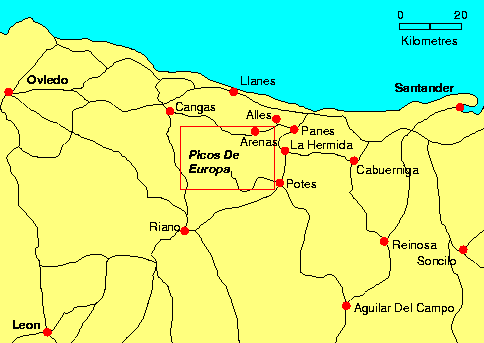 0 20
Kilometres
Oviedo
Llanes
Santander
Cangas
Alles
Panes
Arenas
La Hermida
Picos De
Europa
Cabuerniga
Potes
Riano
Reinosa
Soncilo
Aguilar Del Campo
Leon